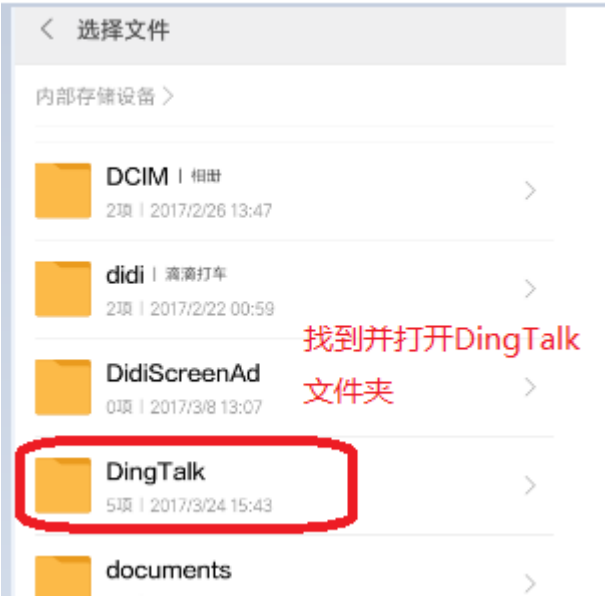 选择文件
内部存储设备
DCIM | 相册
2项 | 2017/2/26 13:47
didi | 滴滴打车
2项 | 2017/2/22 00:59
找到并打开DingTalk
文件夹
DidiScreenAd
0项 | 2017/3/8 13:07
DingTalk
5项 | 2017/3/24 15:43
documents